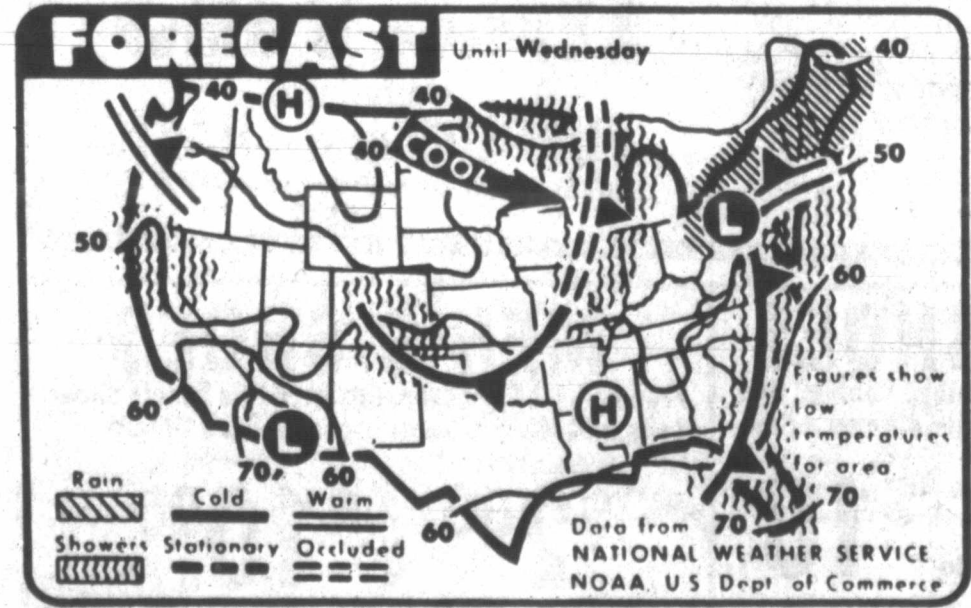 FORECAST
Until Wednesday
40
40
H
40
40
COOL
50
L
50
60
60
L
H
70
60
60
70
70
Figures show
low
temperatures
for area.
Rain
Cold
Warm
Showers
Stationary
Occluded
Data from
NATIONAL WEATHER SERVICE
NOAA, U S Dept of Commerce